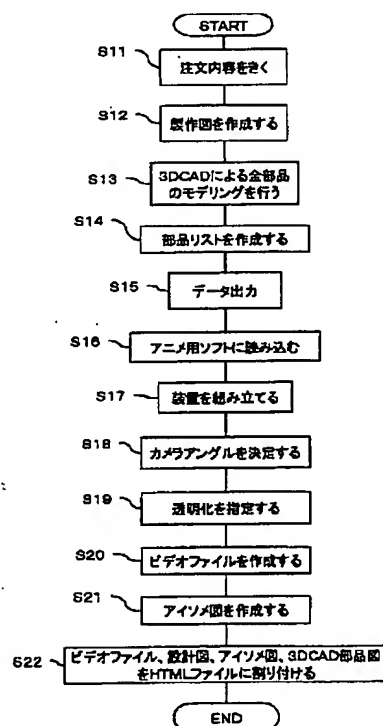 START
S11
注文内容をきく
S12
製作図を作成する
S13
3DCADによる全部品
のモデリングを行う
S14
部品リストを作成する
S15
データ出力
S16
アニメ用ソフトに読み込む
S17
装置を組み立てる
S18
カメラアングルを決定する
S19
透明化を指定する
S20
ビデオファイルを作成する
S21
アイソメ図を作成する
S22
ビデオファイル、設計図、アイソメ図、3DCAD部品図
をHTMLファイルに割り付ける
END